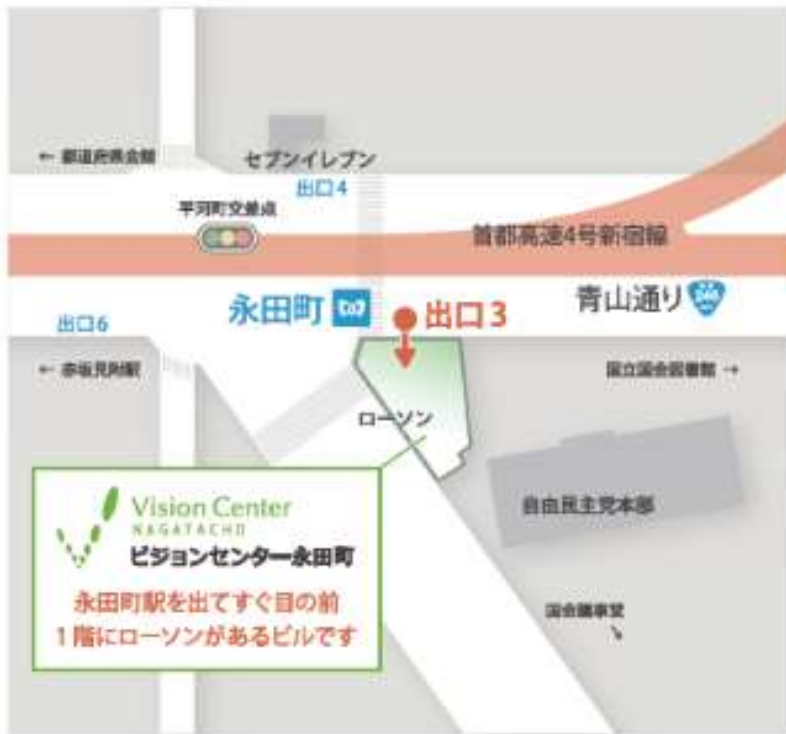 ← 都道府県会館
セブンイレブン
出口4
平河町交差点
首都高速4号新宿線
永田町
出口3
青山通り
246
出口6
← 赤坂見附駅
国立国会図書館 →
ローソン
自由民主党本部
Vision Center
NAGATACHO
ビジョンセンター永田町
永田町駅を出てすぐ目の前
1階にローソンがあるビルです
国会議事堂